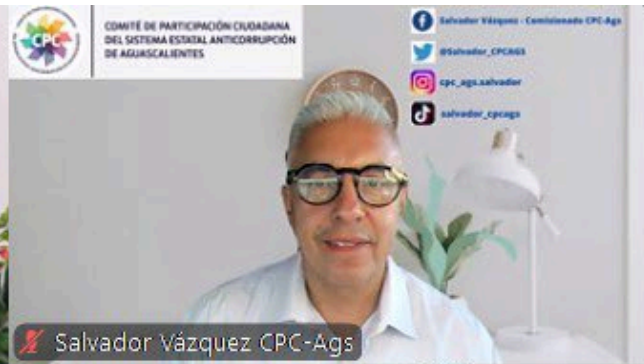 CPC
COMITÉ DE PARTICIPACIÓN CIUDADANA
DEL SISTEMA ESTATAL ANTICORRUPCIÓN
DE AGUASCALIENTES
Salvador Vázquez - Comisionado CPC-Ags
@Salvador_CPCAGS
cpc_ags.salvador
salvador_cpcags
Salvador Vázquez CPC-Ags